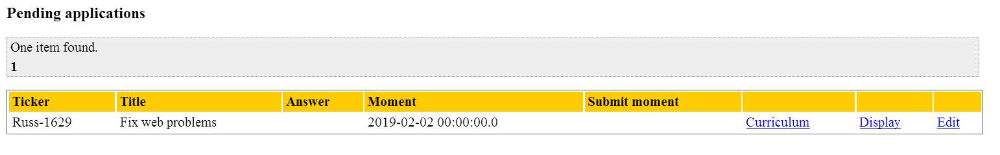 Pending applications
One item found.
1
Ticker Title Answer Moment Submit moment
Russ-1629 Fix web problems 2019-02-02 00:00:00.0 Curriculum Display Edit